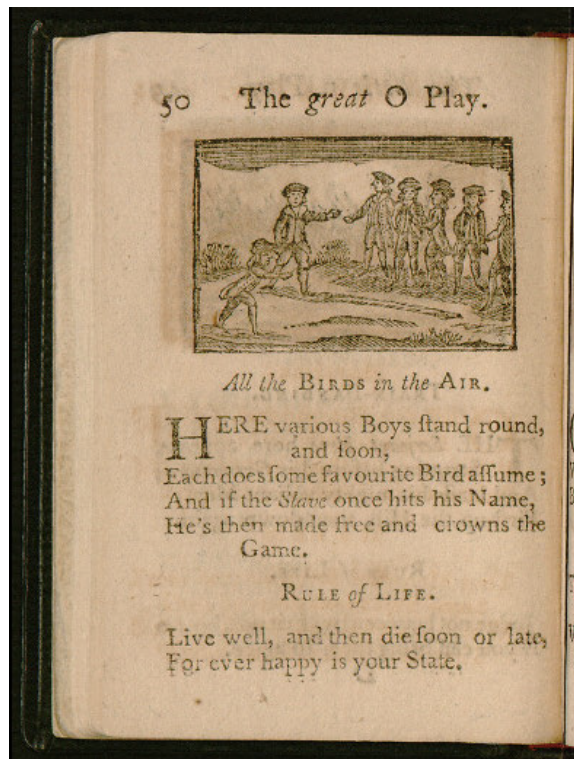 50 The great O Play.
All the BIRDS in the AIR.
HERE various Boys ſtand round,
and ſoon,
Each does ſome favourite Bird aſſume;
And if the Slave once hits his Name,
He's then made free and crowns the
Game.
RULE of LIFE.
Live well, and then die ſoon or late,
For ever happy is your State.